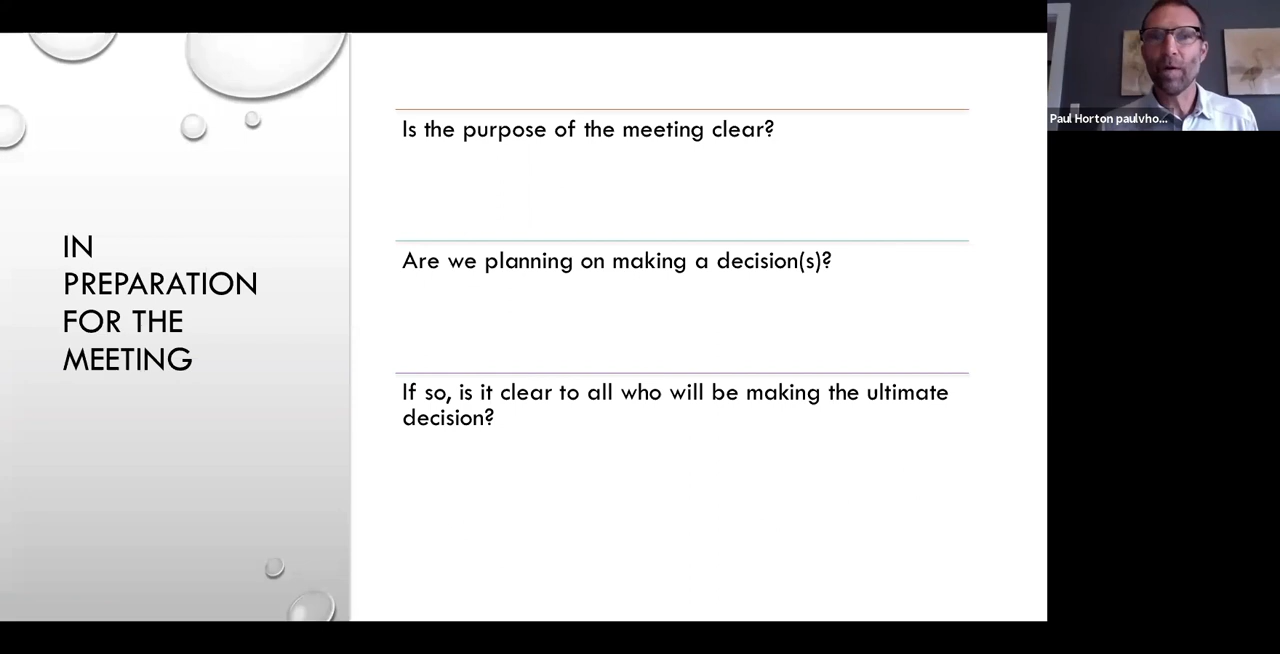 IN
PREPARATION
FOR THE
MEETING
Is the purpose of the meeting clear?
Are we planning on making a decision(s)?
If so, is it clear to all who will be making the ultimate
decision?
Paul Horton paulvho...